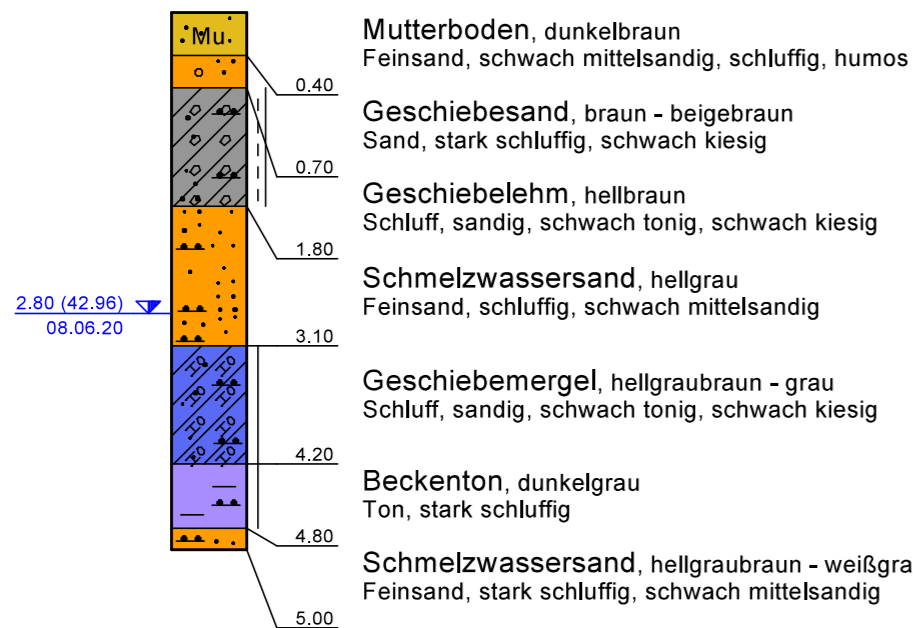 Mu
Mutterboden, dunkelbraun
Feinsand, schwach mittelsandig, schluffig, humos
0.40
Geschiebesand, braun - beigebraun
Sand, stark schluffig, schwach kiesig
0.70
Geschiebelehm, hellbraun
Schluff, sandig, schwach tonig, schwach kiesig
1.80
Schmelzwassersand, hellgrau
Feinsand, schluffig, schwach mittelsandig
2.80 (42.96)
08.06.20
3.10
Geschiebemergel, hellgraubraun - grau
Schluff, sandig, schwach tonig, schwach kiesig
4.20
Beckenton, dunkelgrau
Ton, stark schluffig
4.80
Schmelzwassersand, hellgraubraun - weißgra
Feinsand, stark schluffig, schwach mittelsandig
5.00